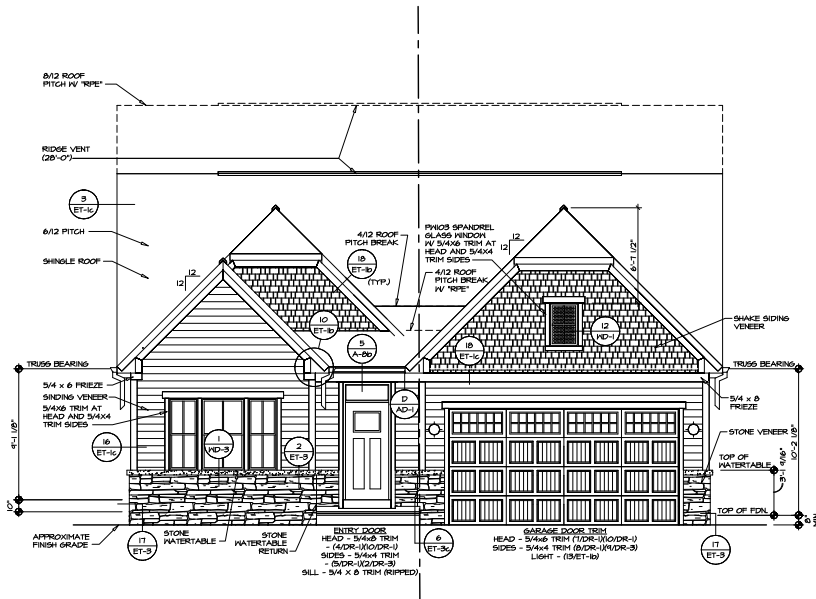 8/12 ROOF
PITCH W/ "RPE"
RIDGE VENT
(28'-0")
3
ET-1c
6/12 PITCH
SHINGLE ROOF
12
12
4/12 ROOF
PITCH BREAK
18
ET-1b
(TYP.)
PW103 SPANDREL
GLASS WINDOW
W/ 5/4X6 TRIM AT
HEAD AND 5/4X4
TRIM SIDES
4/12 ROOF
PITCH BREAK
W/ "RPE"
12
12
6'-7 1/2"
10
ET-1b
5
A-8b
18
ET-1c
12
WD-1
SHAKE SIDING
VENEER
TRUSS BEARING
TRUSS BEARING
5/4 x 6 FRIEZE
SINDING VENEER
5/4X6 TRIM AT
HEAD AND 5/4X4
TRIM SIDES
D
AD-1
5/4 x 8
FRIEZE
9'-1 1/8"
10'-2 1/8"
16
ET-1c
1
WD-3
2
ET-3
STONE VENEER
TOP OF
WATERTABLE
3'-1 9/16"
10"
TOP OF FDN.
8"
MIN
APPROXIMATE
FINISH GRADE
17
ET-3
STONE
WATERTABLE
STONE
WATERTABLE
RETURN
ENTRY DOOR
HEAD - 5/4x8 TRIM
- (4/DR-1)(10/DR-1)
SIDES - 5/4x4 TRIM
- (5/DR-1)(2/DR-3)
SILL - 5/4 X 8 TRIM (RIPPED)
6
ET-3c
GARAGE DOOR TRIM
HEAD - 5/4x6 TRIM (7/DR-1)(10/DR-1)
SIDES - 5/4x4 TRIM (8/DR-1)(9/DR-3)
LIGHT - (13/ET-1b)
17
ET-3